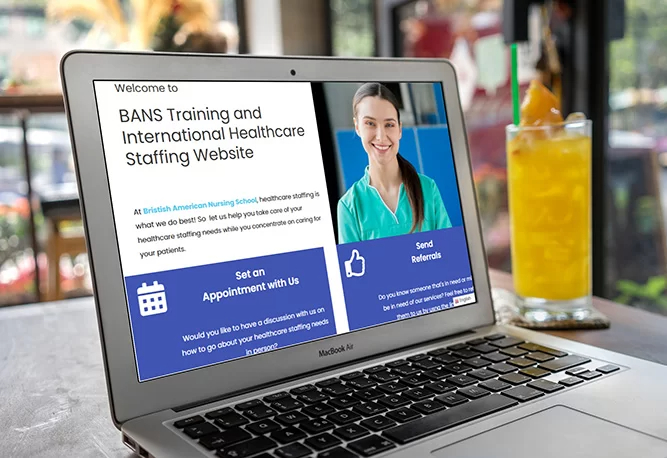 Welcome to
BANS Training and
International Healthcare
Staffing Website
At Bristish American Nursing School, healthcare staffing is
what we do best! So let us help you take care of your
healthcare staffing needs while you concentrate on caring for
your patients.
Set an
Appointment with Us
Would you like to have a discussion with us on
how to go about your healthcare staffing needs
in person?
Send
Referrals
Do you know someone that's in need or
be in need of our services? Feel free to
them to us by using the
English
MacBook Air